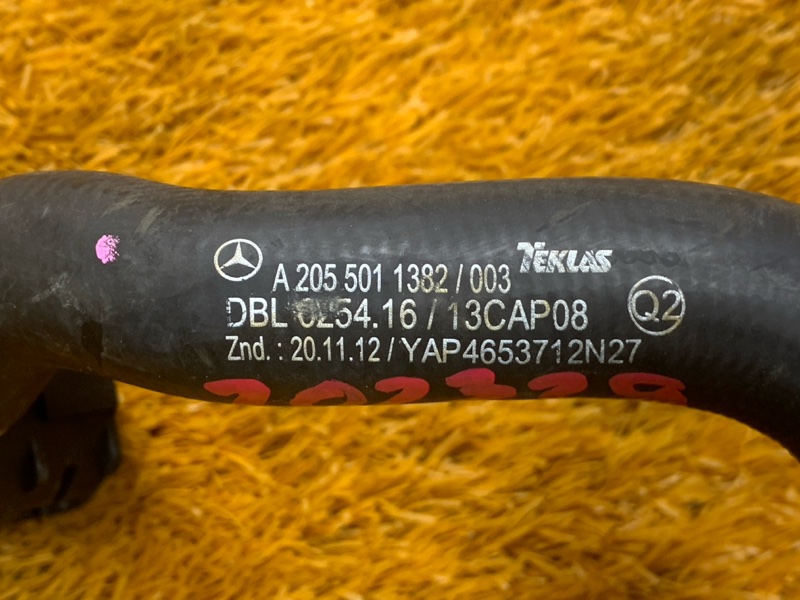 TEKLAS
A 205 501 1382 / 003
DBL 6254.16 / 13CAP08
Q2
Znd. : 20.11.12 / YAP4653712N27